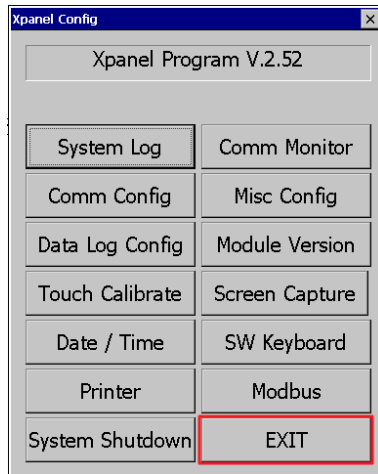 Xpanel Config
Xpanel Program V.2.52
System Log
Comm Monitor
Comm Config
Misc Config
Data Log Config
Module Version
Touch Calibrate
Screen Capture
Date / Time
SW Keyboard
Printer
Modbus
System Shutdown
EXIT